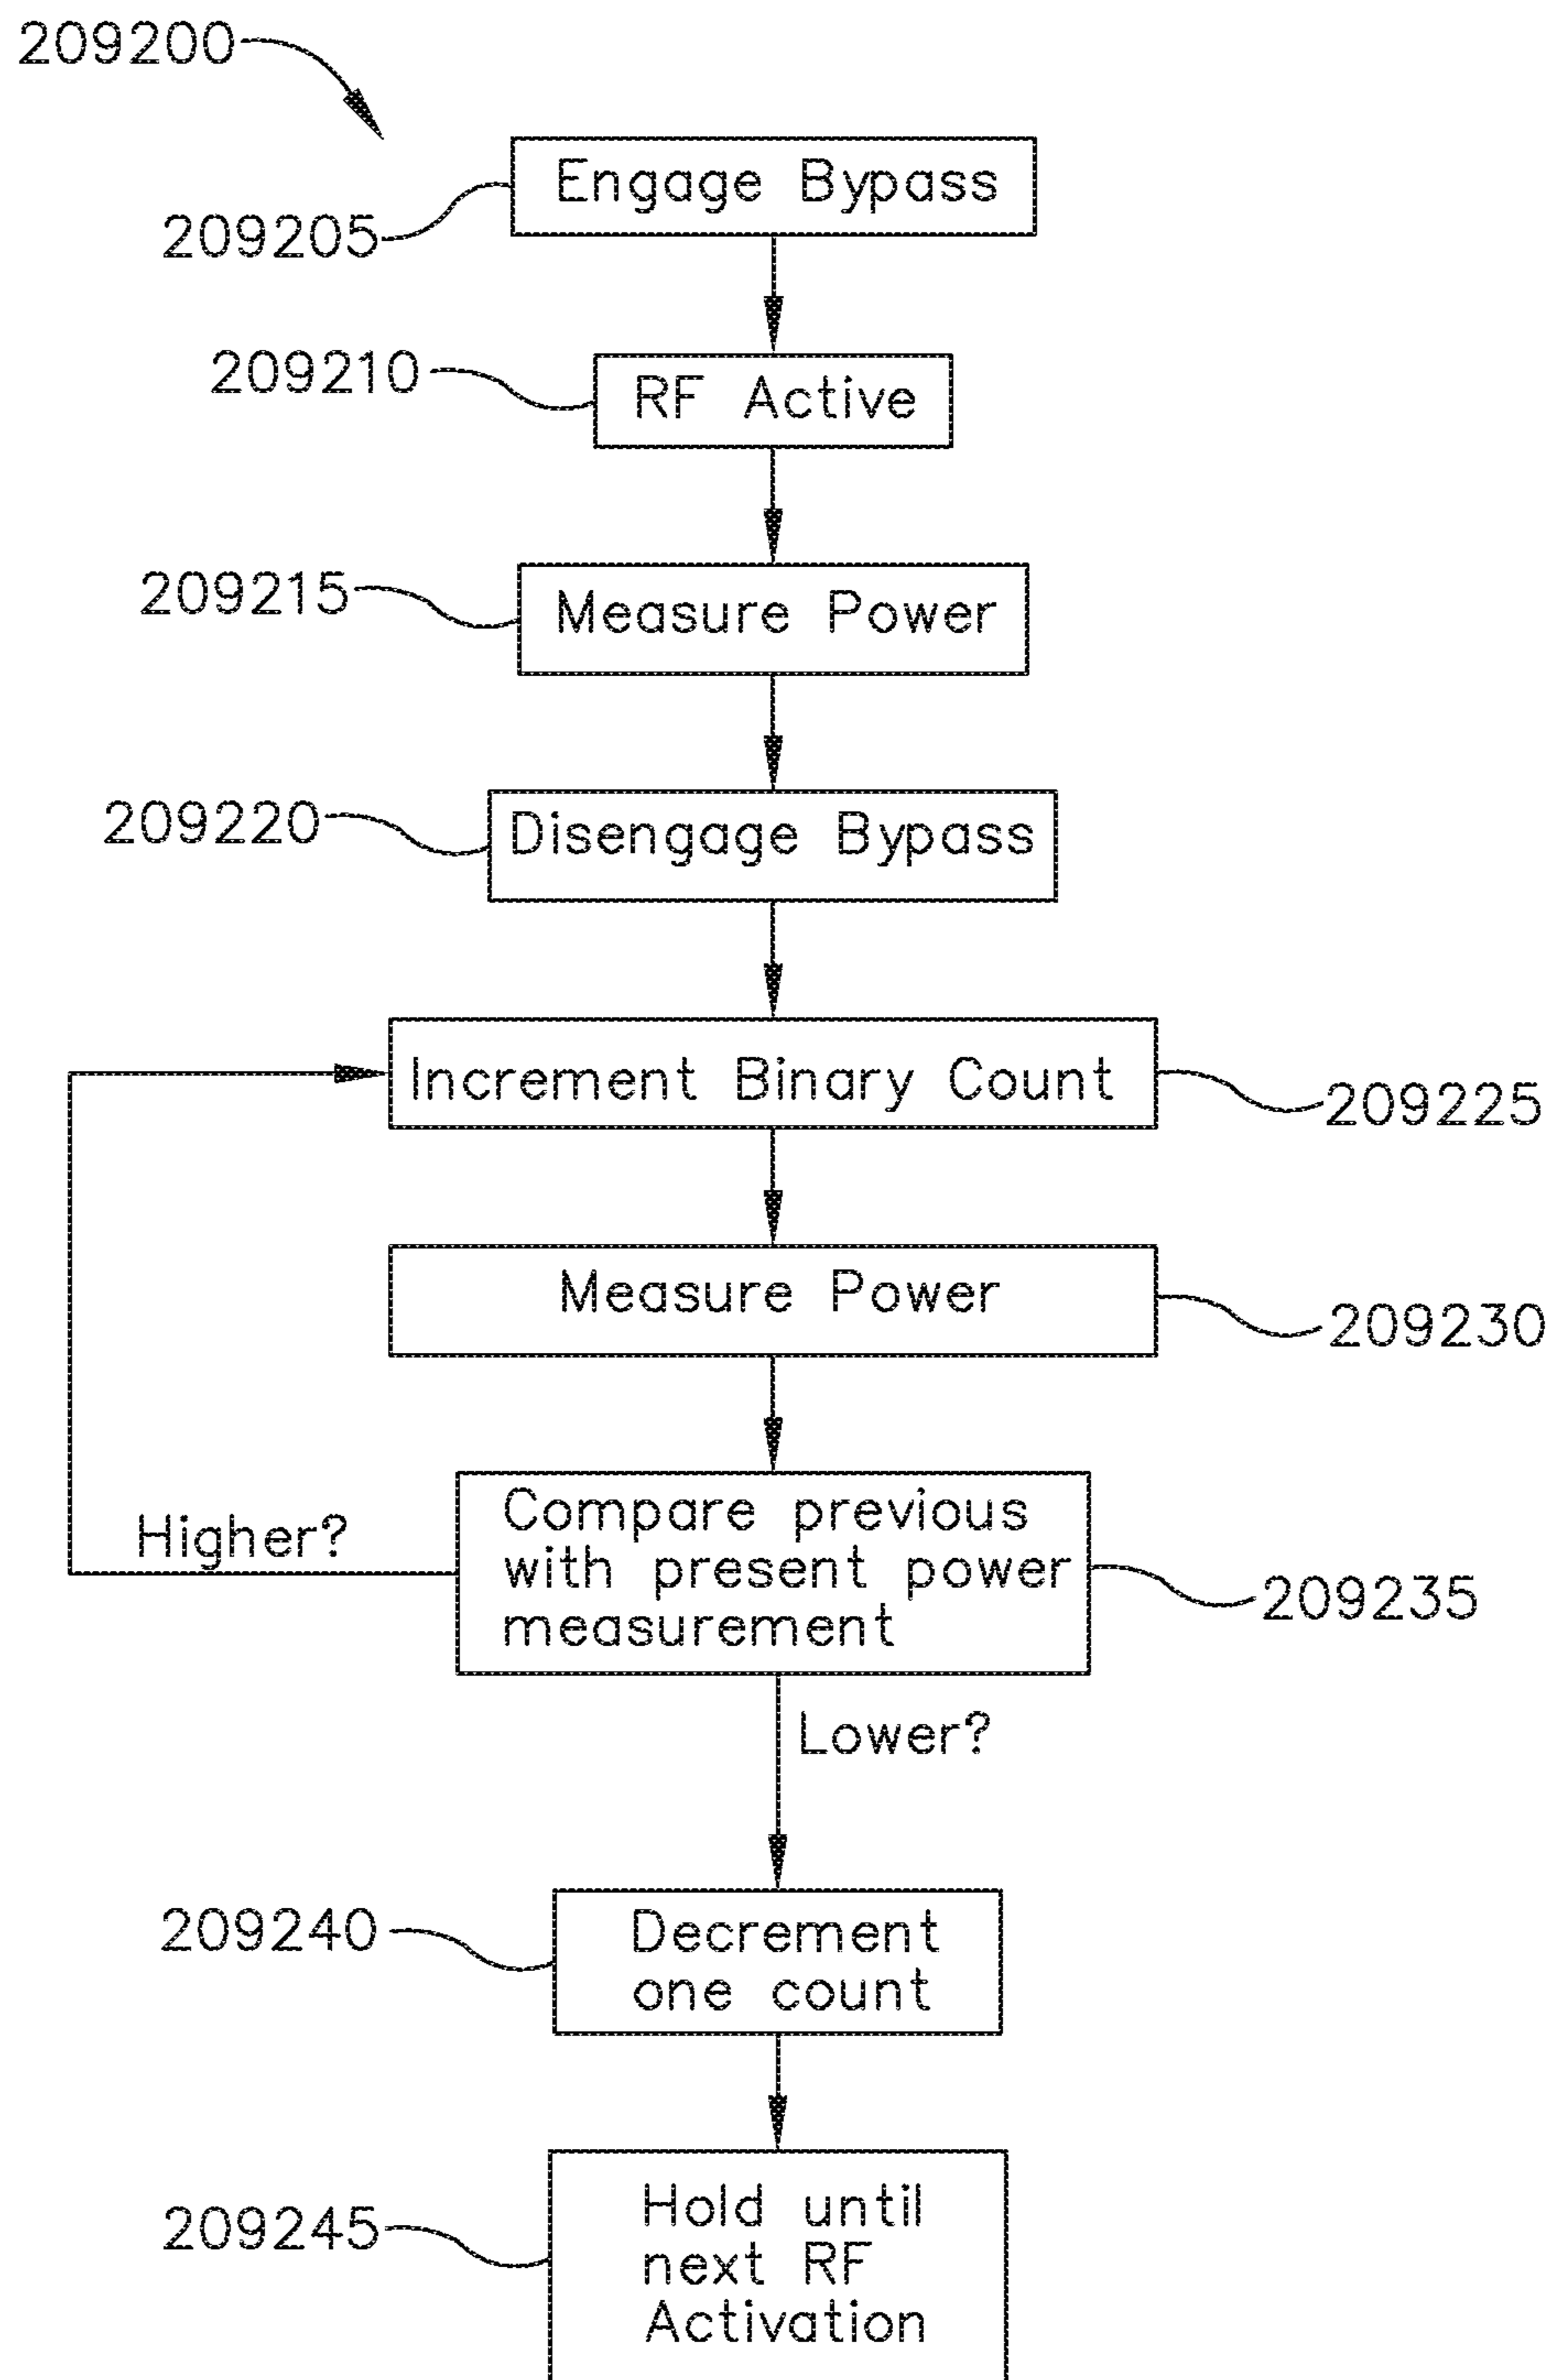 209200
Engage Bypass
209205
209210
RF Active
209215
Measure Power
209220
Disengage Bypass
Increment Binary Count
209225
Measure Power
209230
Compare previous
with present power
measurement
Higher?
209235
Lower?
209240
Decrement
one count
209245
Hold until
next RF
Activation